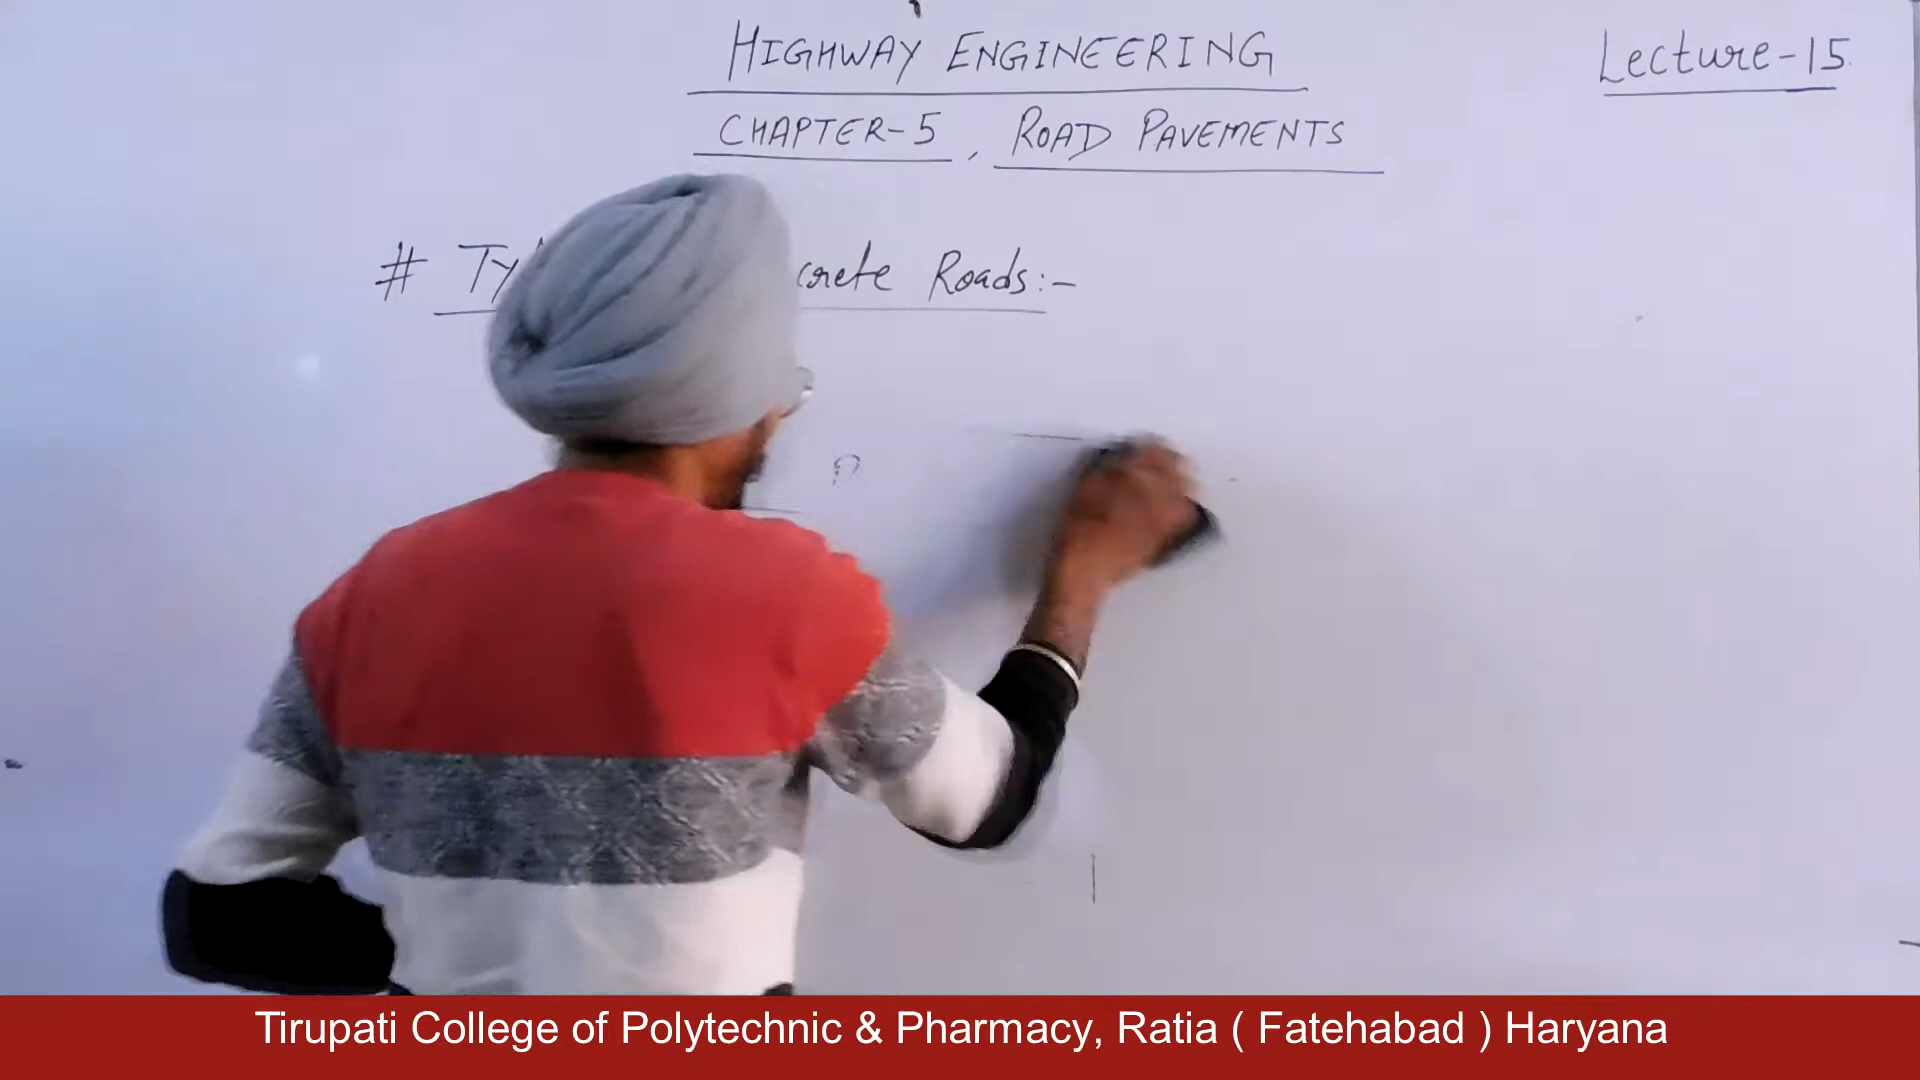 HIGHWAY ENGINEERING
Lecture-15.
CHAPTER-5, ROAD PAVEMENTS
# Ty crete Roads:-
Tirupati College of Polytechnic & Pharmacy, Ratia ( Fatehabad ) Haryana